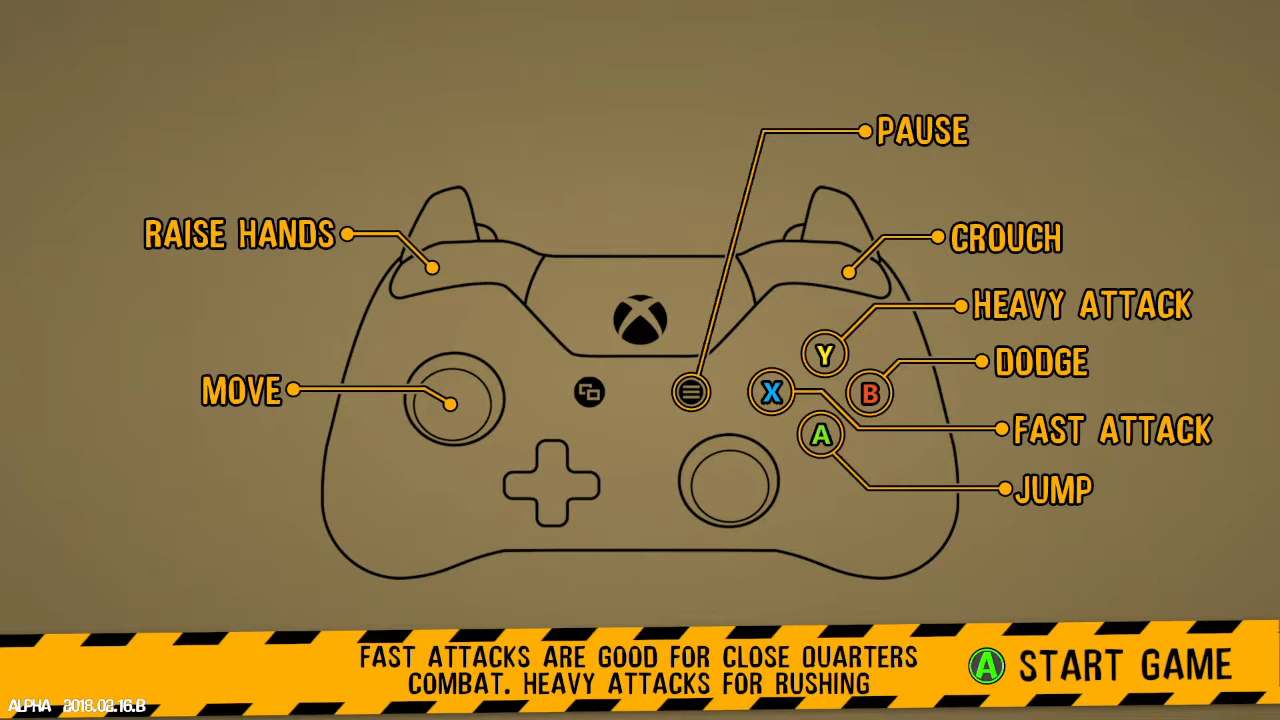 PAUSE
RAISE HANDS
CROUCH
HEAVY ATTACK
Y
DODGE
MOVE
X
B
FAST ATTACK
A
JUMP
FAST ATTACKS ARE GOOD FOR CLOSE QUARTERS
COMBAT. HEAVY ATTACKS FOR RUSHING
A START GAME
ALPHA 2018.02.16.B